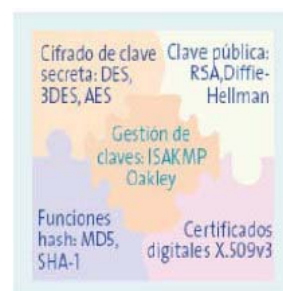 Cifrado de clave
secreta: DES,
3DES, AES
Clave pública:
RSA,Diffie-
Hellman
Gestión de
claves: ISAKMP
Oakley
Funciones
hash: MD5,
SHA-1
Certificados
digitales X.509v3